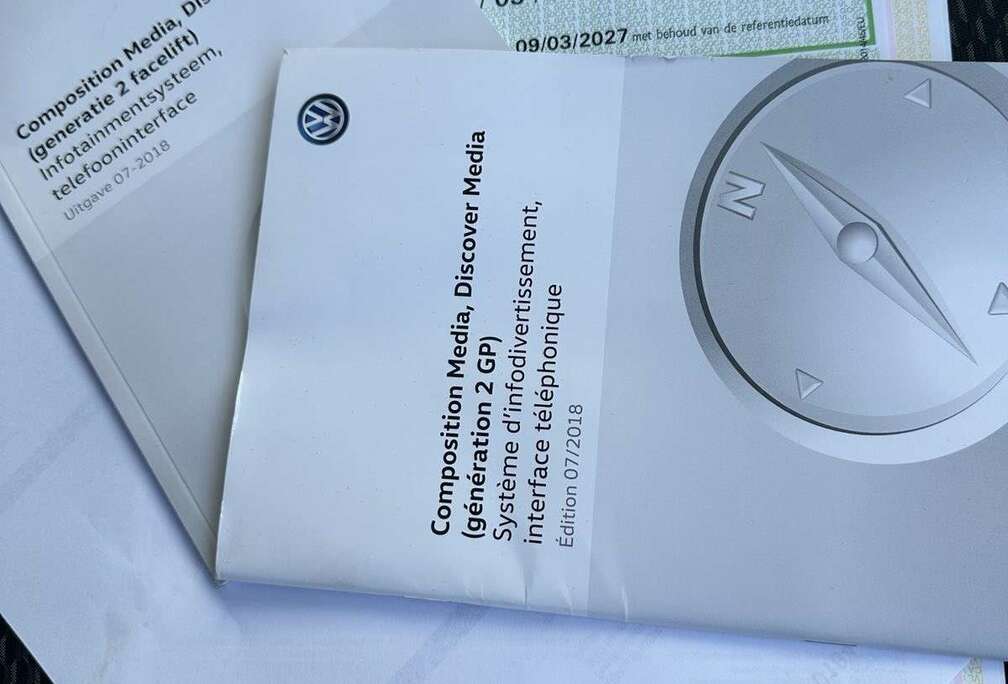 Composition Media,
(generatie 2 facelift)
Infotainmentsysteem,
telefooninterface
Uitgave 07-2018
09/03/2027 met behoud van de referentiedatum
VW
Composition Media, Discover Media
(génération 2 GP)
Système d'infodivertissement,
interface téléphonique
Édition 07/2018
N